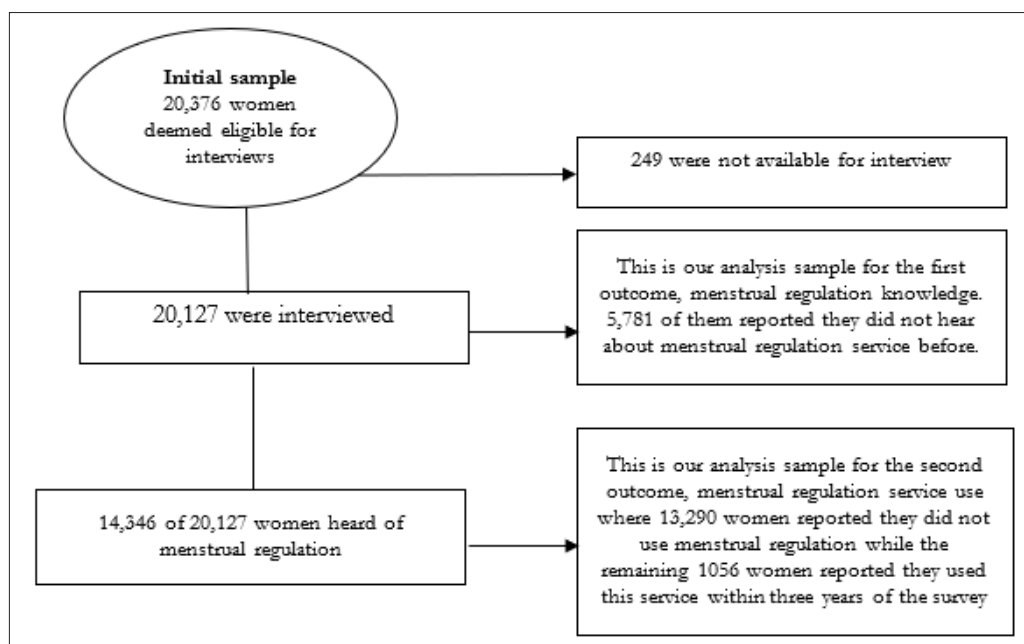 Initial sample
20,376 women
deemed eligible for
interviews
249 were not available for interview
20,127 were interviewed
This is our analysis sample for the first
outcome, menstrual regulation knowledge.
5,781 of them reported they did not hear
about menstrual regulation service before.
14,346 of 20,127 women heard of
menstrual regulation
This is our analysis sample for the second
outcome, menstrual regulation service use
where 13,290 women reported they did not
use menstrual regulation while the
remaining 1056 women reported they used
this service within three years of the survey